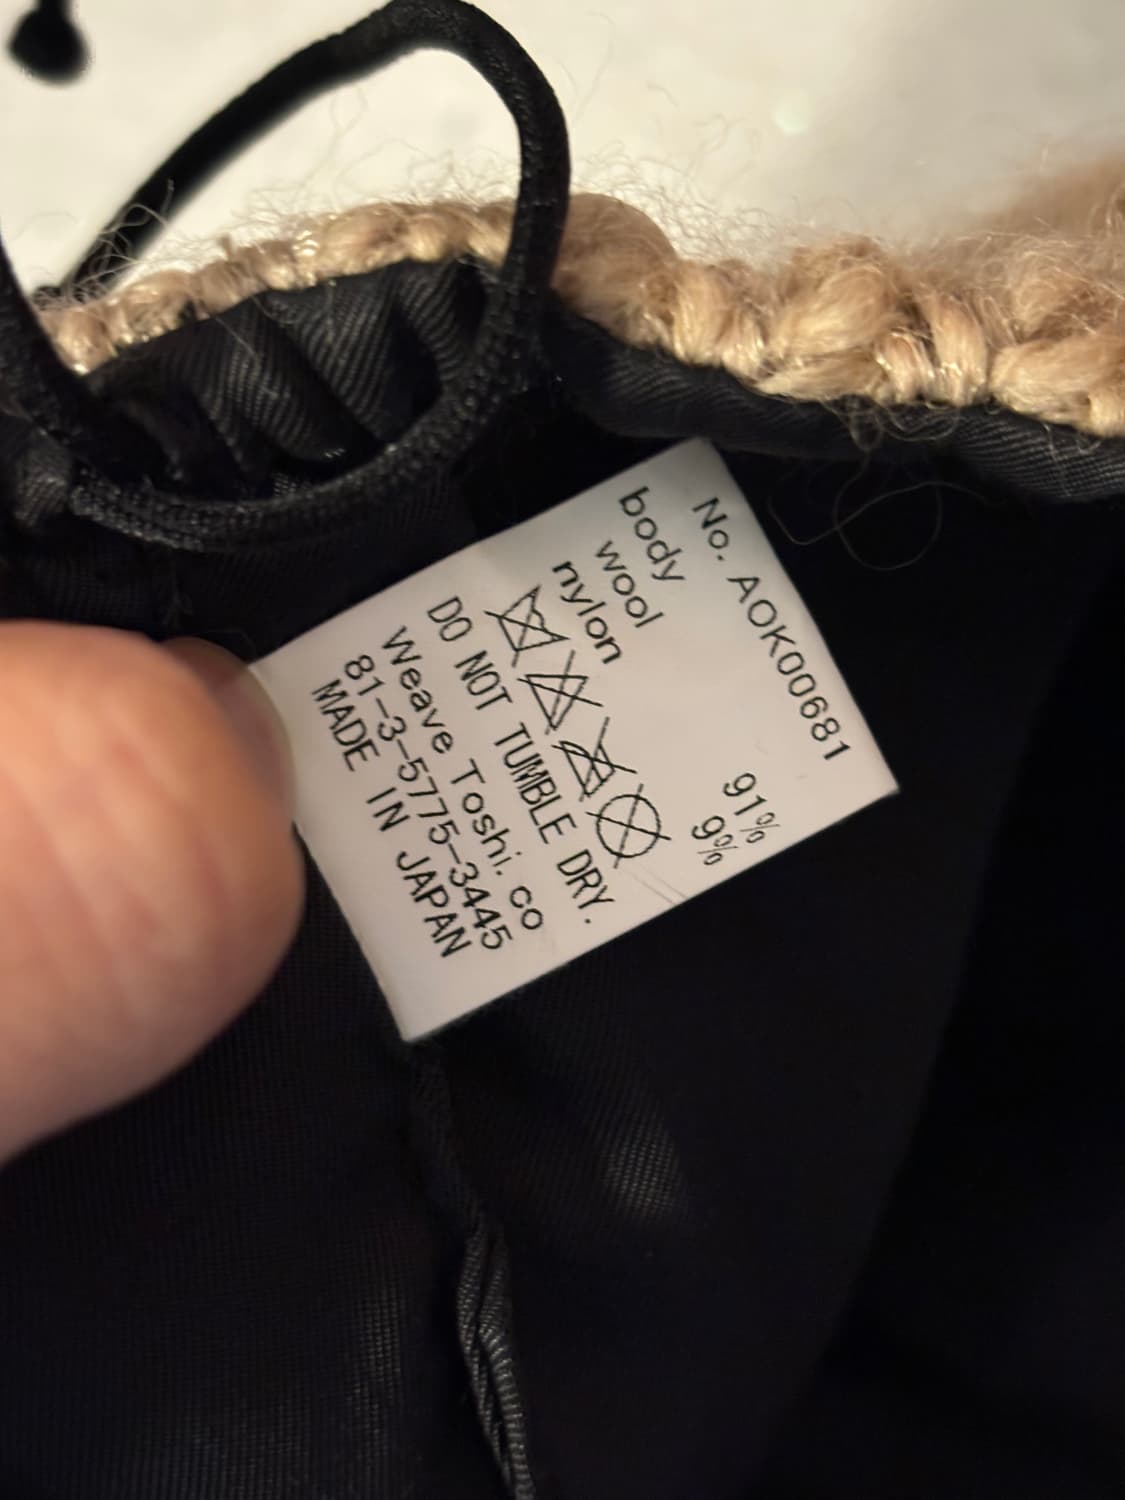 No. AOK00681
body
wool 91%
nylon 9%
DO NOT TUMBLE DRY.
Weave Toshi. co
81-3-5775-3445
MADE IN JAPAN